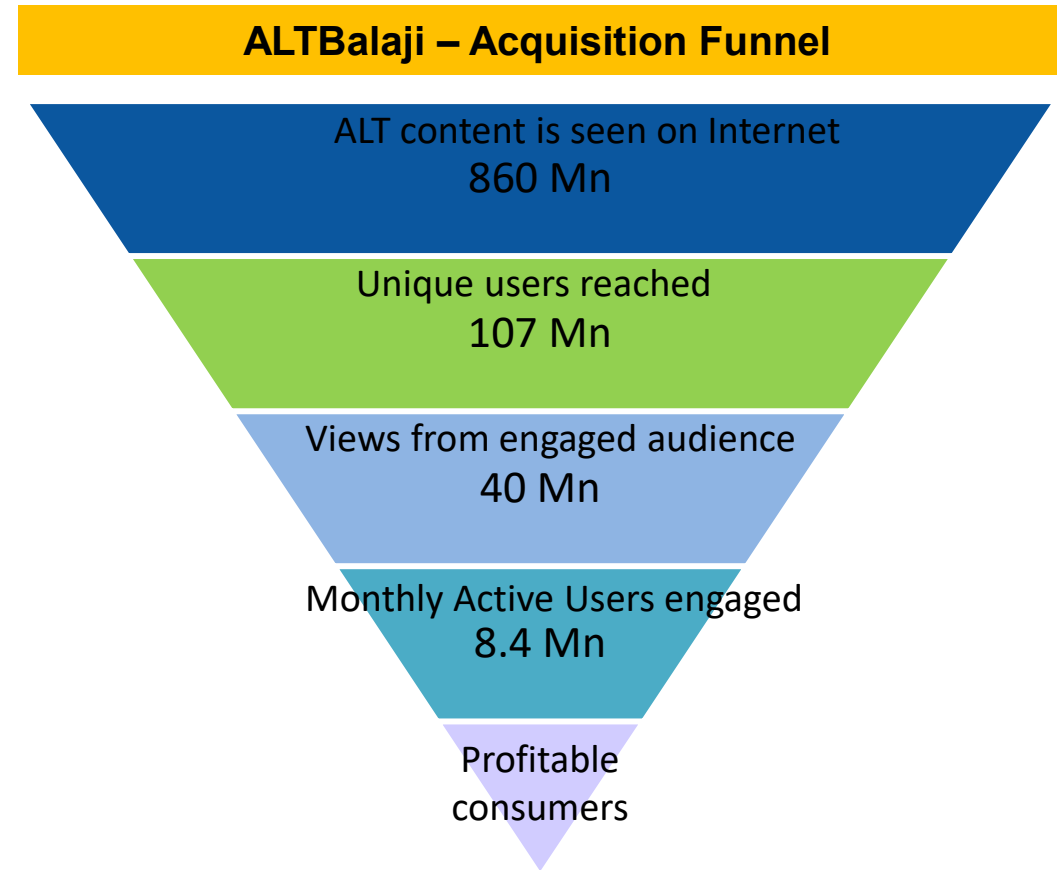 ALTBalaji – Acquisition Funnel
ALT content is seen on Internet
860 Mn
Unique users reached
107 Mn
Views from engaged audience
40 Mn
Monthly Active Users engaged
8.4 Mn
Profitable
consumers